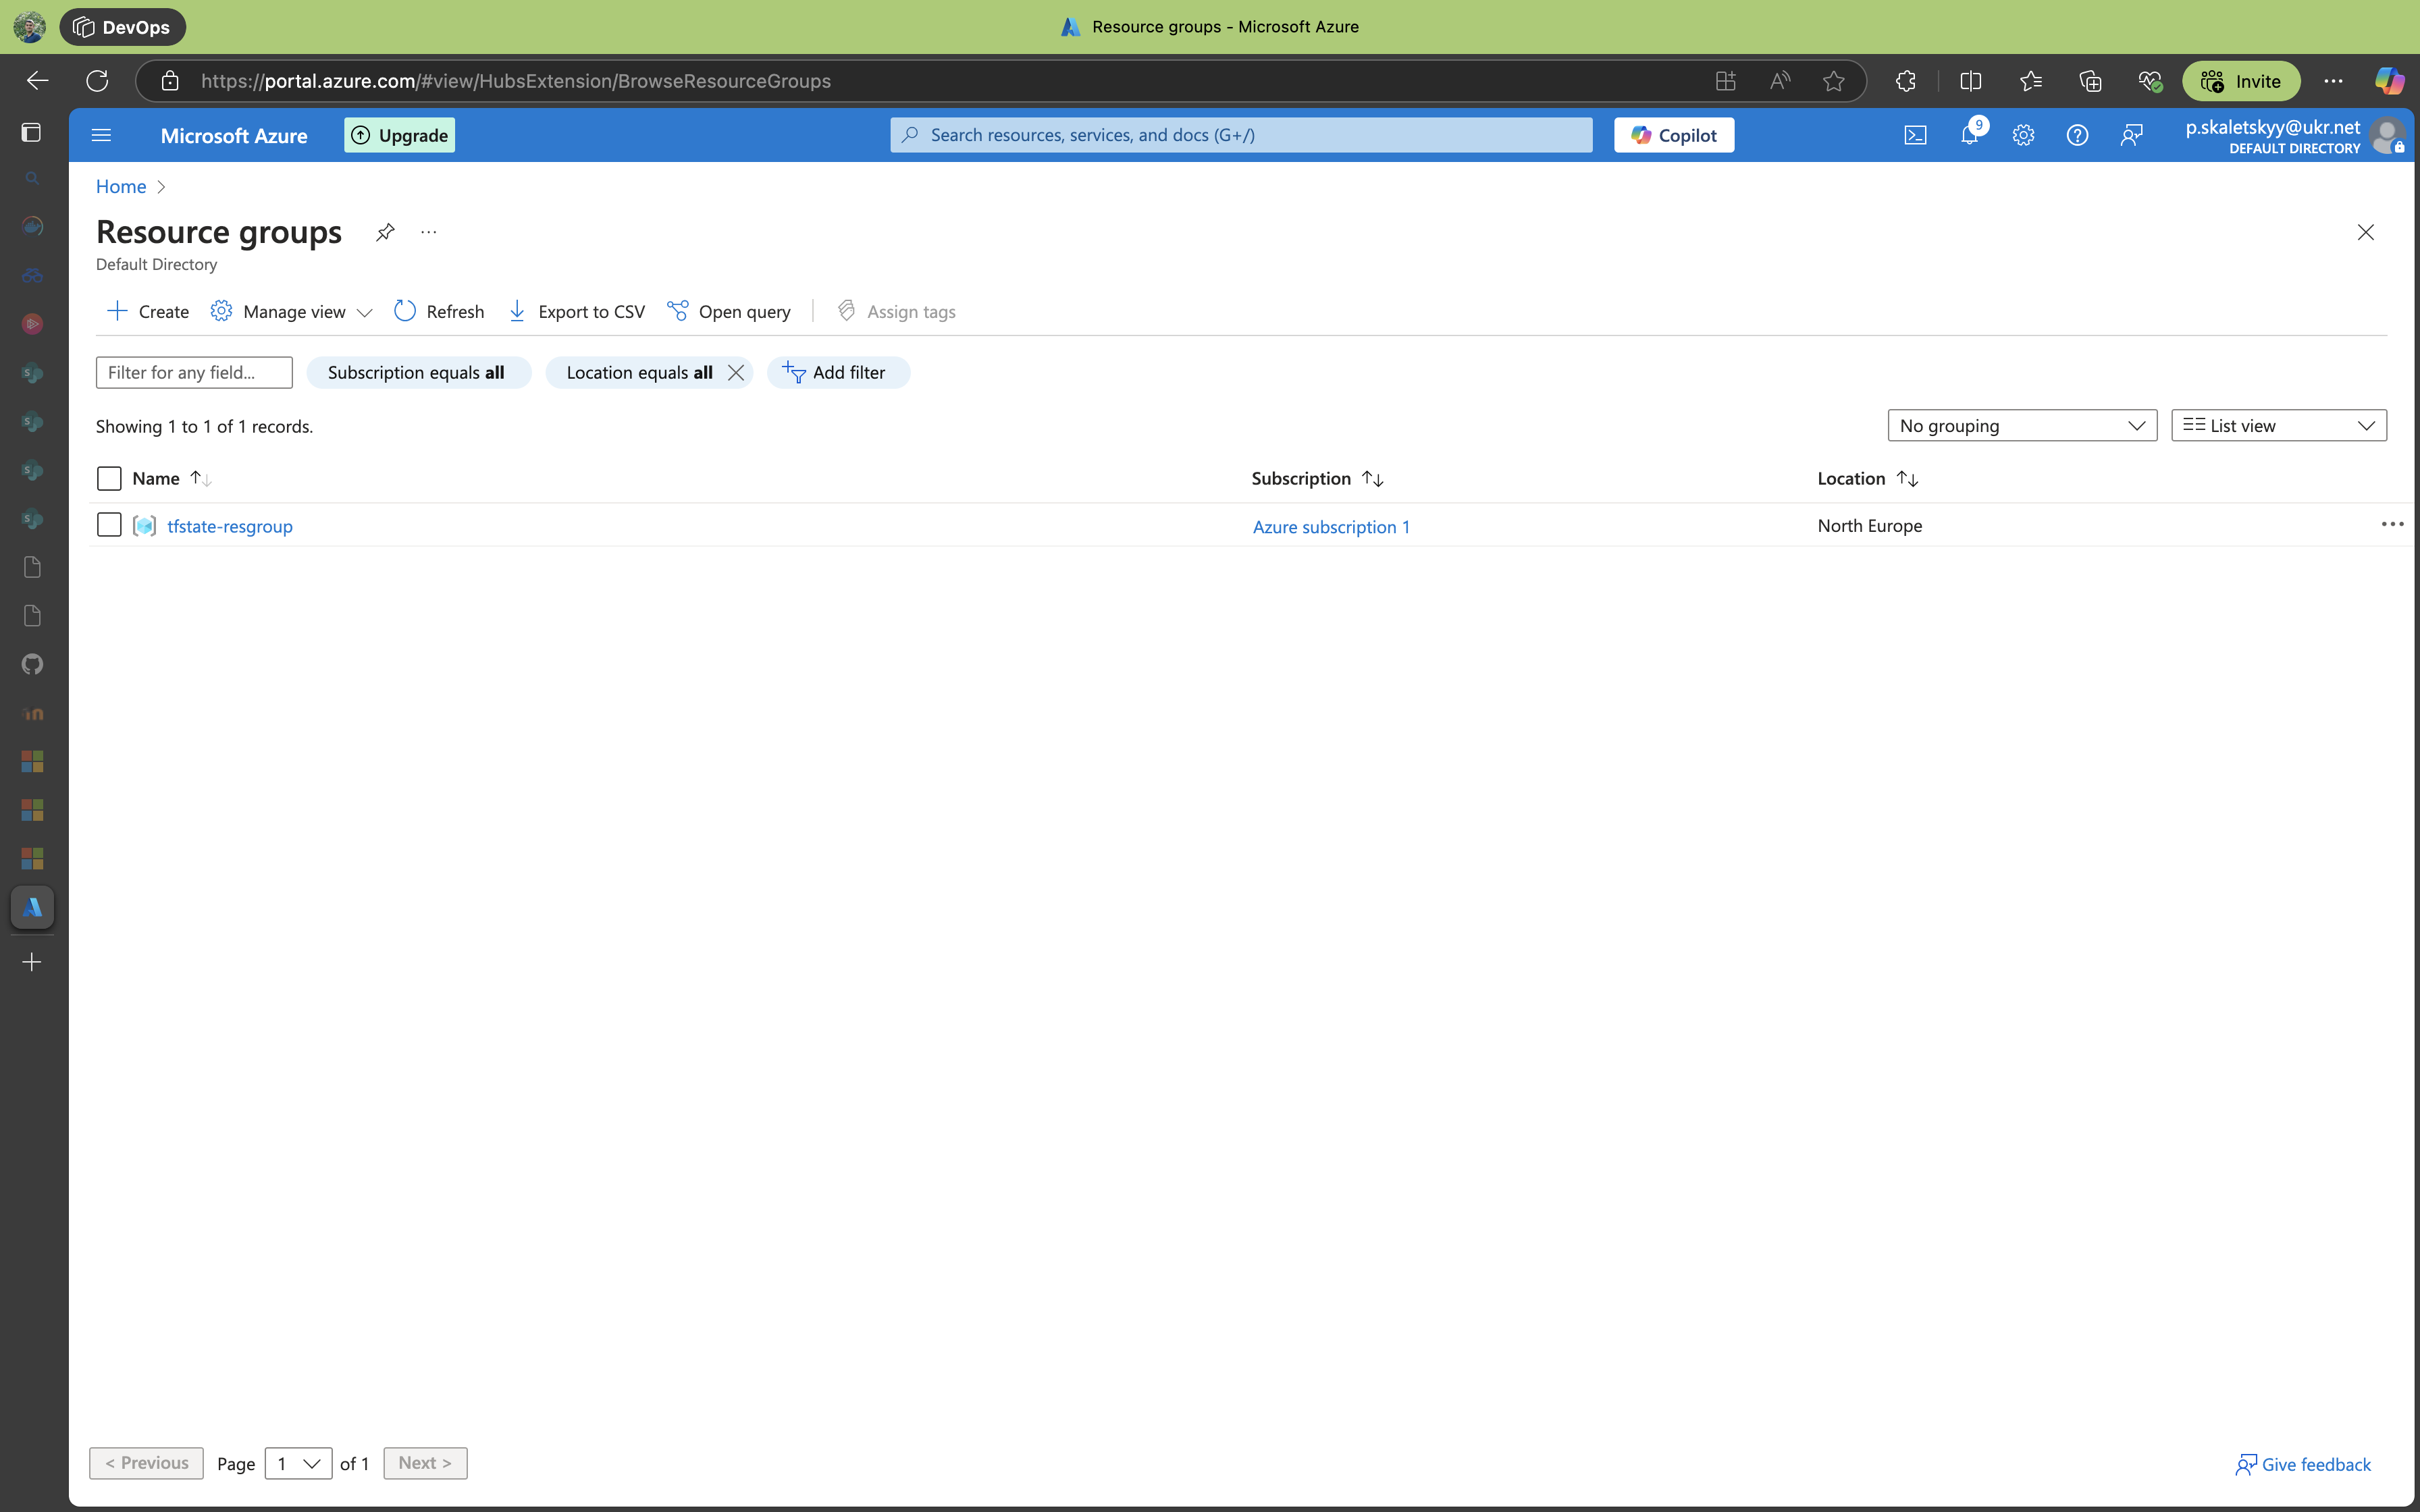 DevOps
Resource groups - Microsoft Azure
https://portal.azure.com/#view/HubsExtension/BrowseResourceGroups
Invite
Microsoft Azure
Upgrade
Search resources, services, and docs (G+/)
Copilot
9
p.skaletskyy@ukr.net
DEFAULT DIRECTORY
Home
Resource groups
Default Directory
Create
Manage view
Refresh
Export to CSV
Open query
Assign tags
Filter for any field...
Subscription equals all
Location equals all
Add filter
Showing 1 to 1 of 1 records.
No grouping
List view
Name
Subscription
Location
tfstate-resgroup
Azure subscription 1
North Europe
< Previous
Page
1
of 1
Next >
Give feedback